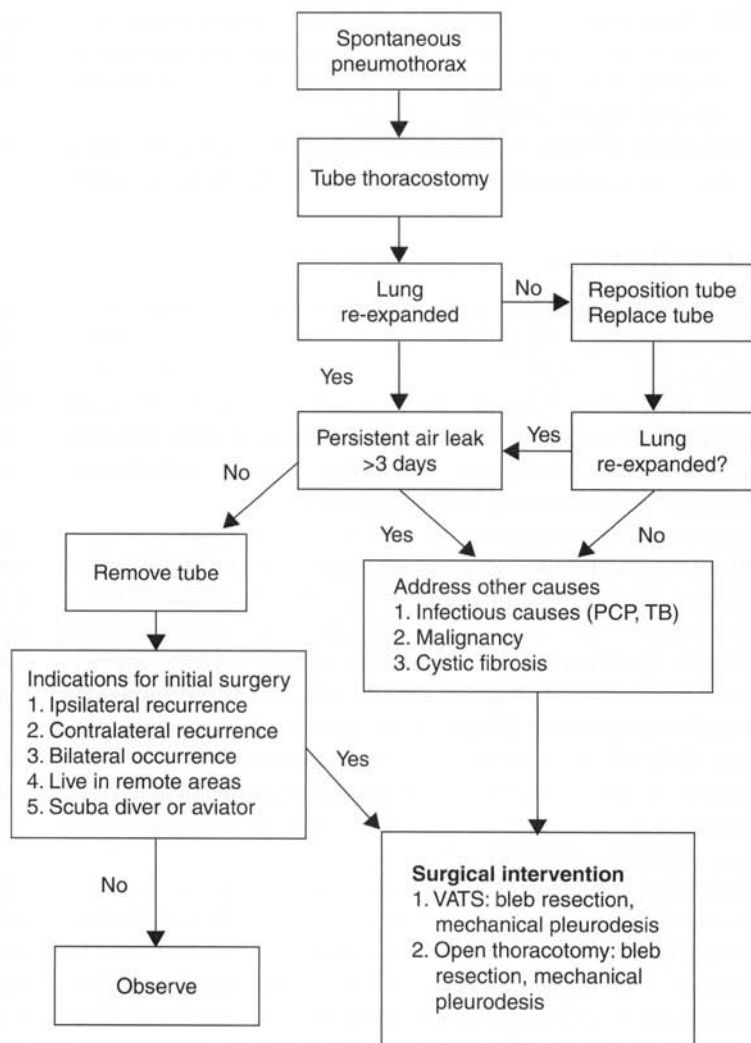 Spontaneous
pneumothorax
Tube thoracostomy
Lung
re-expanded
No
Reposition tube
Replace tube
Yes
Persistent air leak
>3 days
Yes
Lung
re-expanded?
No
Yes
No
Remove tube
Address other causes
1. Infectious causes (PCP, TB)
2. Malignancy
3. Cystic fibrosis
Indications for initial surgery
1. Ipsilateral recurrence
2. Contralateral recurrence
3. Bilateral occurrence
4. Live in remote areas
5. Scuba diver or aviator
Yes
No
Surgical intervention
1. VATS: bleb resection,
mechanical pleurodesis
2. Open thoracotomy: bleb
resection, mechanical
pleurodesis
Observe